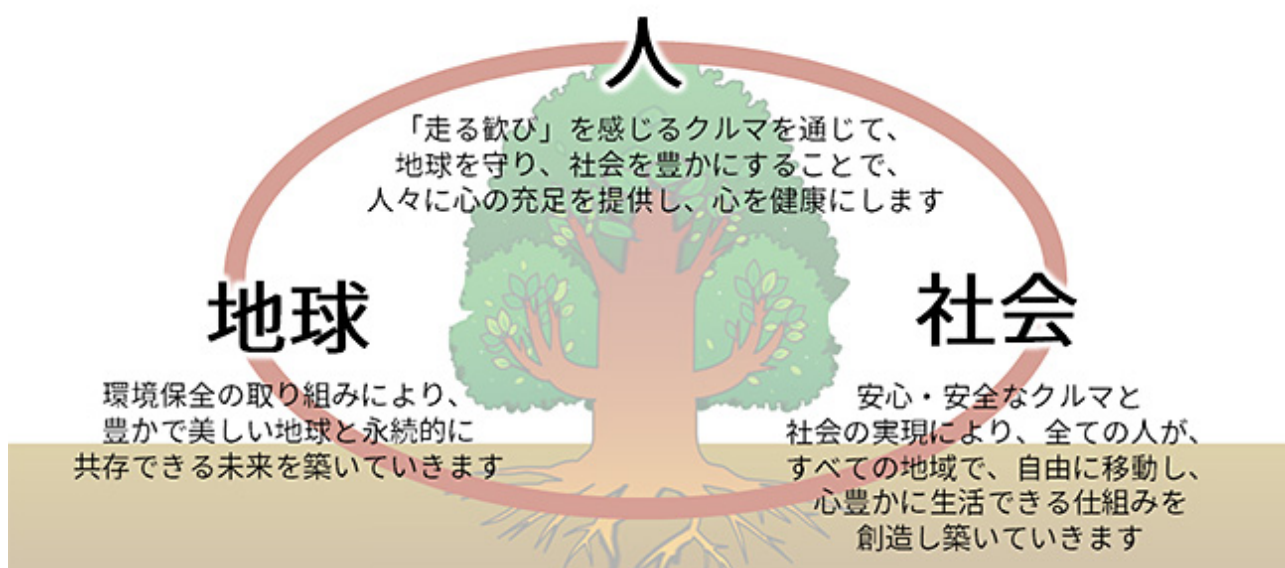 人
「走る歓び」を感じるクルマを通じて、
地球を守り、社会を豊かにすることで、
人々に心の充足を提供し、心を健康にします
地球
環境保全の取り組みにより、
豊かで美しい地球と永続的に
共存できる未来を築いていきます
社会
安心・安全なクルマと
社会の実現により、全ての人が、
すべての地域で、自由に移動し、
心豊かに生活できる仕組みを
創造し築いていきます